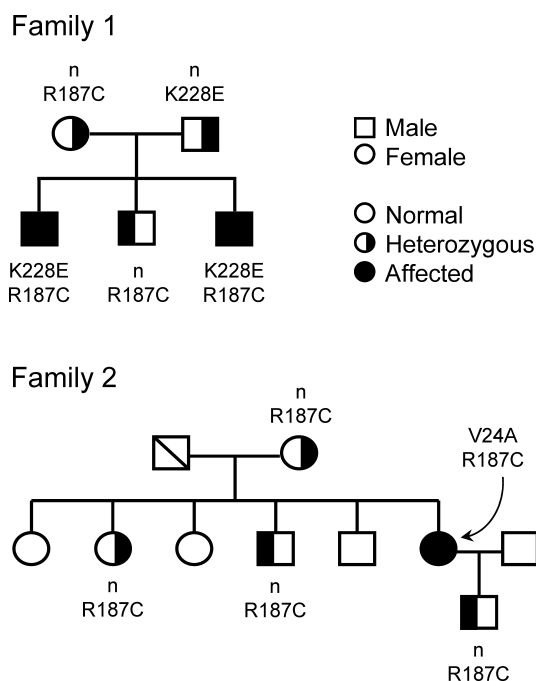 Family 1
n
R187C
n
K228E
Male
Female
Normal
Heterozygous
Affected
K228E
R187C
n
R187C
K228E
R187C
Family 2
n
R187C
V24A
R187C
n
R187C
n
R187C
n
R187C